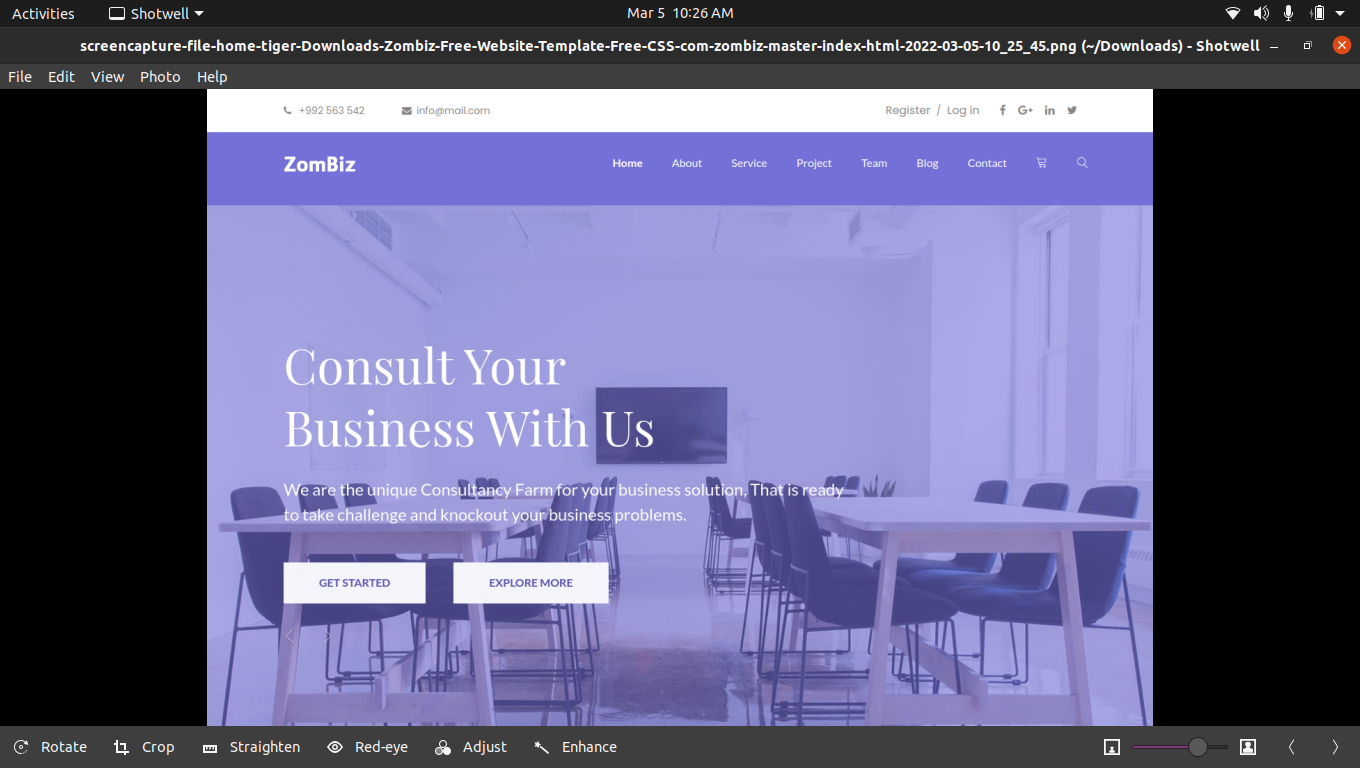 Activities Shotwell Mar 5 10:26 AM
screencapture-file-home-tiger-Downloads-Zombiz-Free-Website-Template-Free-CSS-com-zombiz-master-index-html-2022-03-05-10_25_45.png (~/Downloads) - Shotwell
File Edit View Photo Help
+992 563 542 info@mail.com Register / Log in
ZomBiz Home About Service Project Team Blog Contact
Consult Your
Business With Us
We are the unique Consultancy Farm for your business solution, That is ready
to take challenge and knockout your business problems.
GET STARTED EXPLORE MORE
Rotate Crop Straighten Red-eye Adjust Enhance